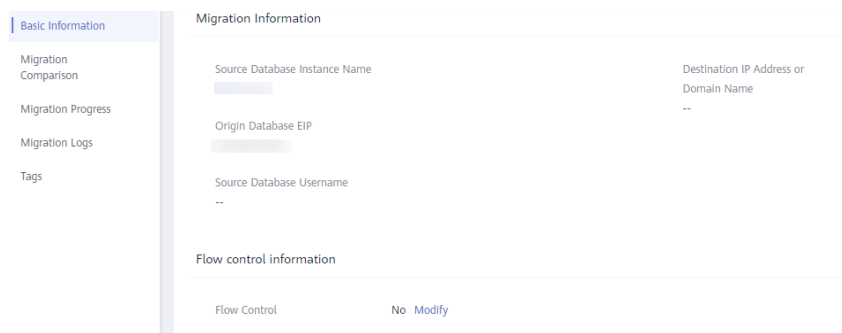 Basic Information
Migration
Comparison
Migration Progress
Migration Logs
Tags
Migration Information
Source Database Instance Name
Destination IP Address or
Domain Name
--
Origin Database EIP
Source Database Username
--
Flow control information
Flow Control No Modify